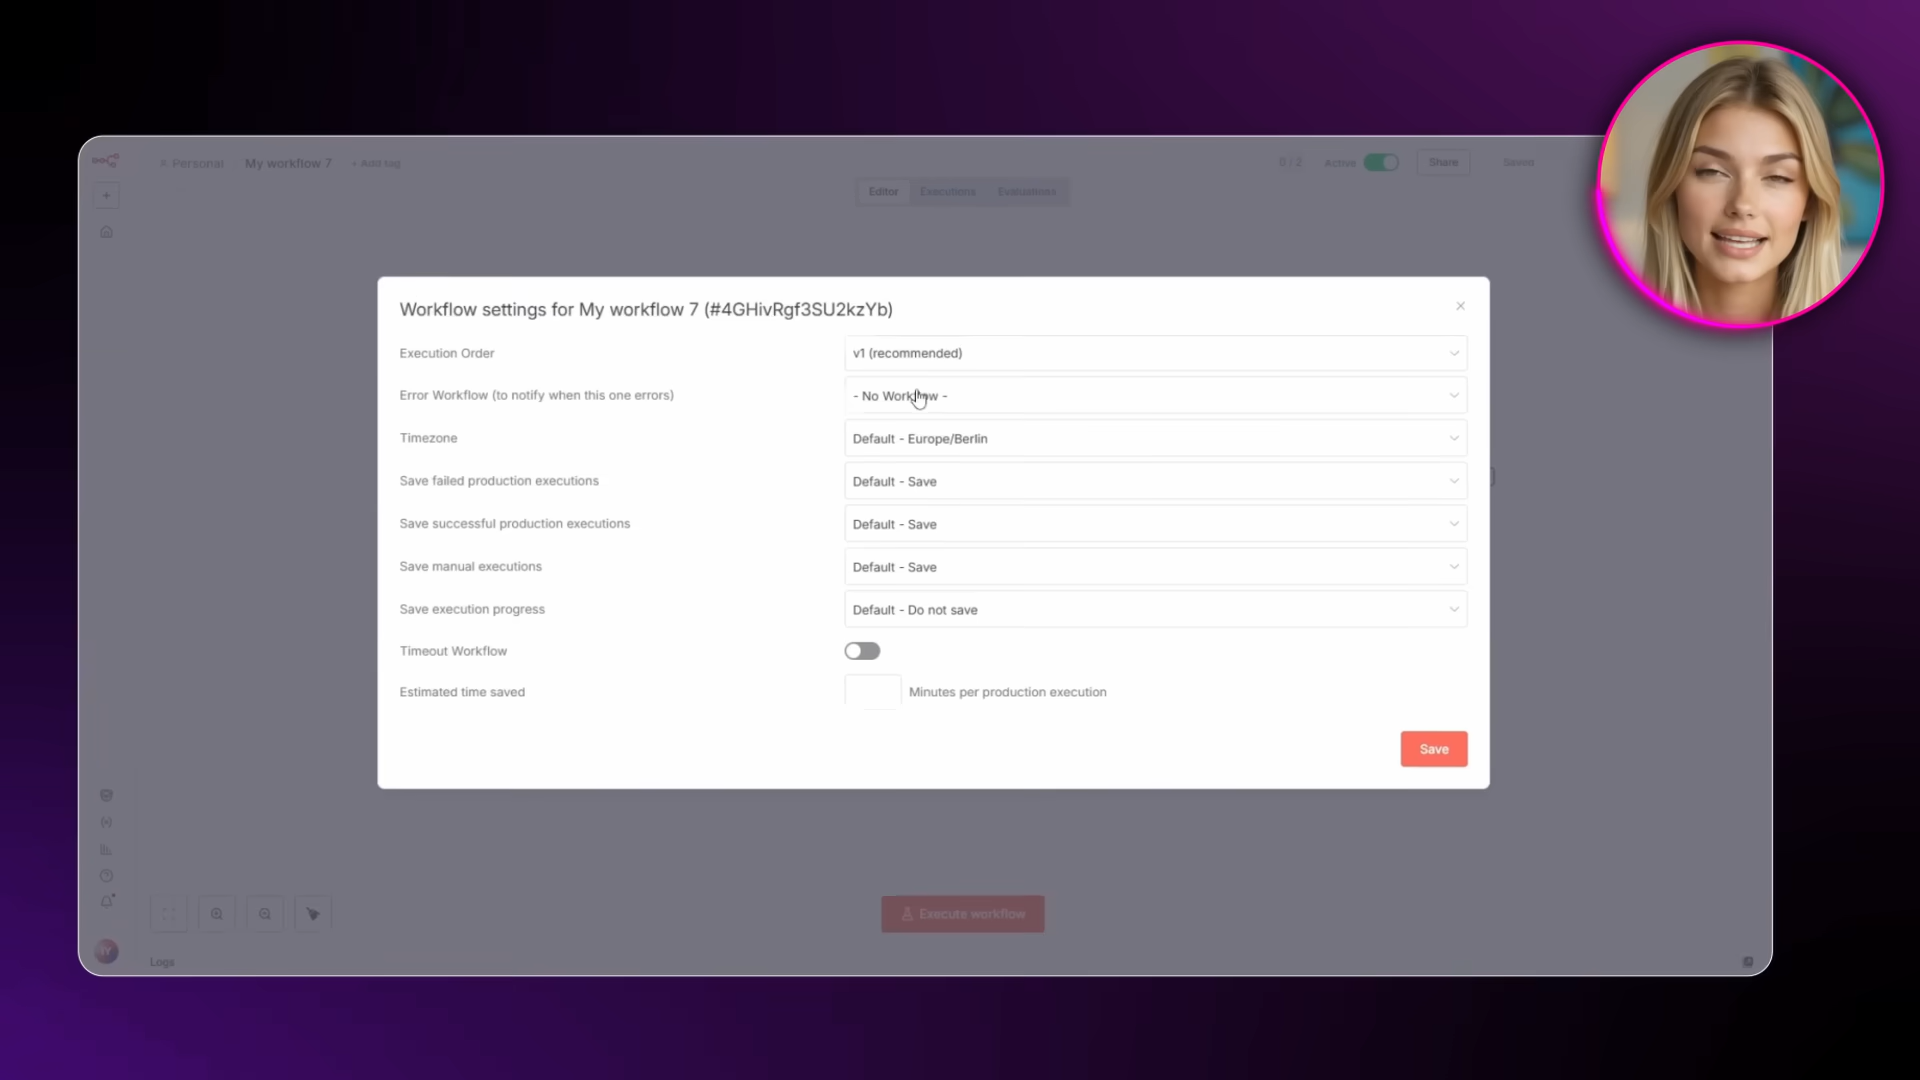 Personal My workflow 7 + Add tag
0 / 2 Active Share Saved
Editor Executions Evaluations
Workflow settings for My workflow 7 (#4GHivRgf3SU2kzYb)
Execution Order v1 (recommended)
Error Workflow (to notify when this one errors) - No Workflow -
Timezone Default - Europe/Berlin
Save failed production executions Default - Save
Save successful production executions Default - Save
Save manual executions Default - Save
Save execution progress Default - Do not save
Timeout Workflow
Estimated time saved Minutes per production execution
Save
Execute workflow
Logs